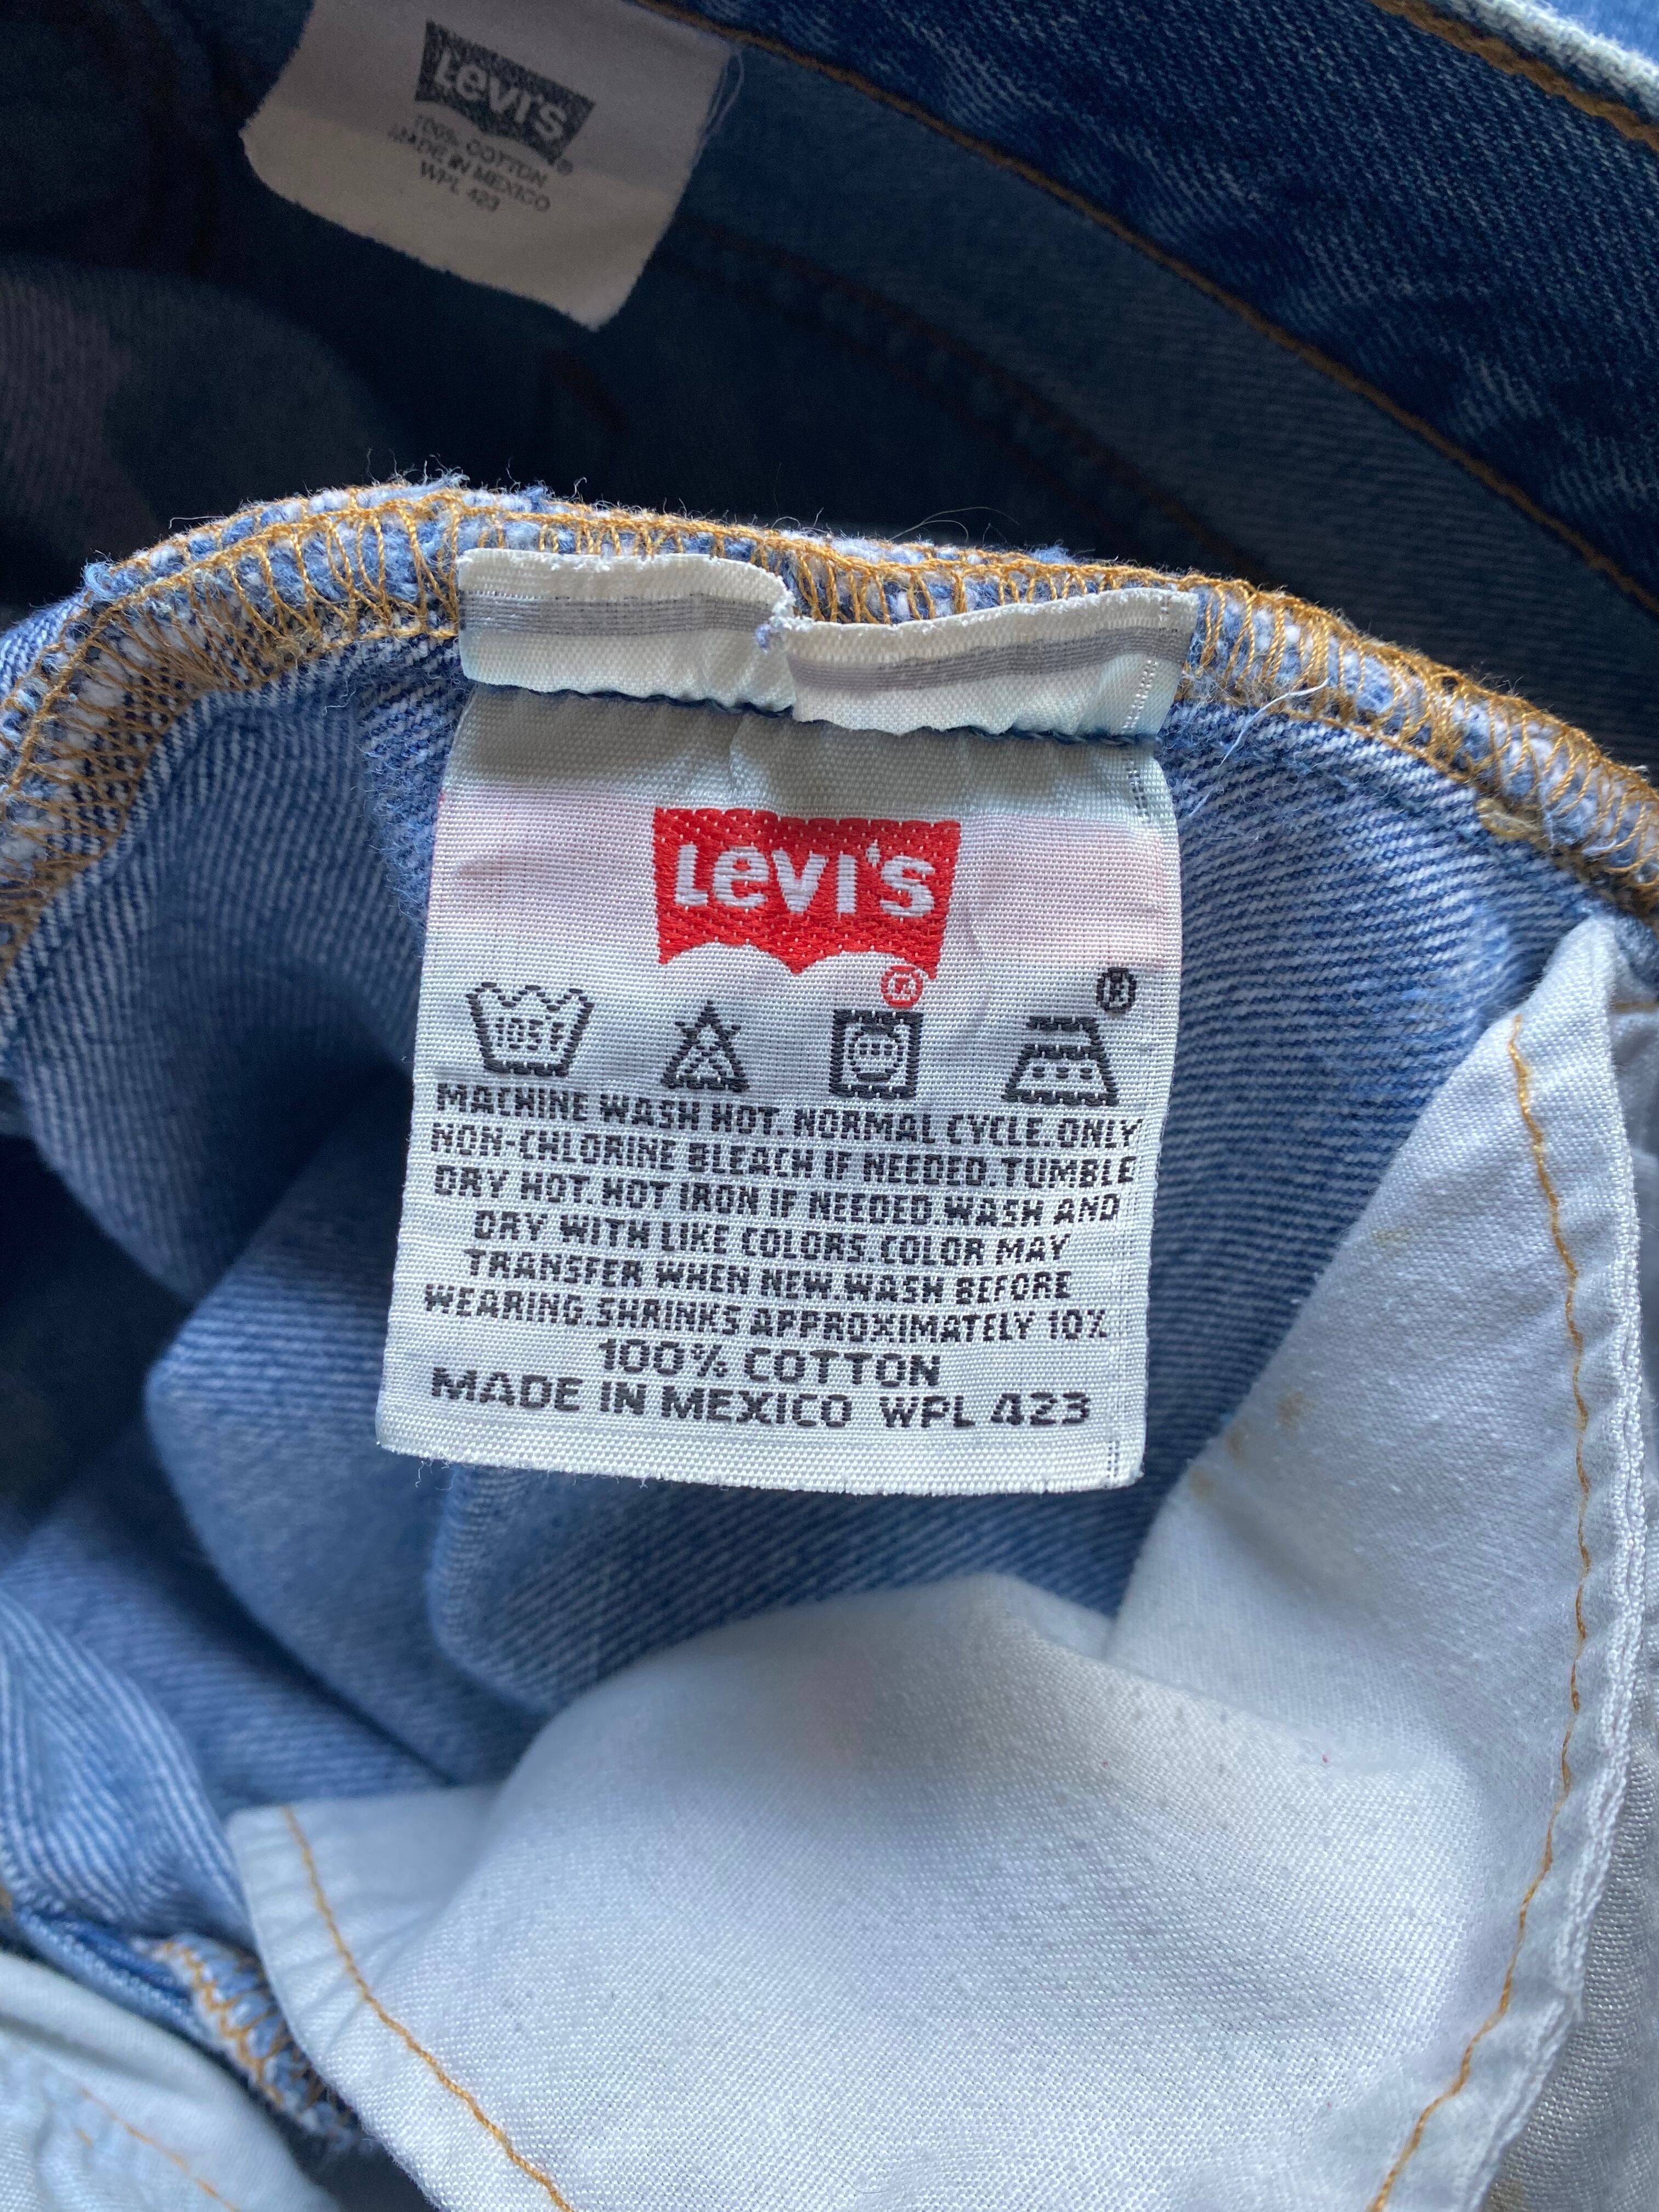 Levi's
®
100% COTTON
MADE IN MEXICO
WPL 423
Levi's
®
®
105F
MACHINE WASH HOT. NORMAL CYCLE. ONLY
NON-CHLORINE BLEACH IF NEEDED. TUMBLE
DRY HOT. HOT IRON IF NEEDED. WASH AND
DRY WITH LIKE COLORS. COLOR MAY
TRANSFER WHEN NEW. WASH BEFORE
WEARING. SHRINKS APPROXIMATELY 10%
100% COTTON
MADE IN MEXICO WPL 423